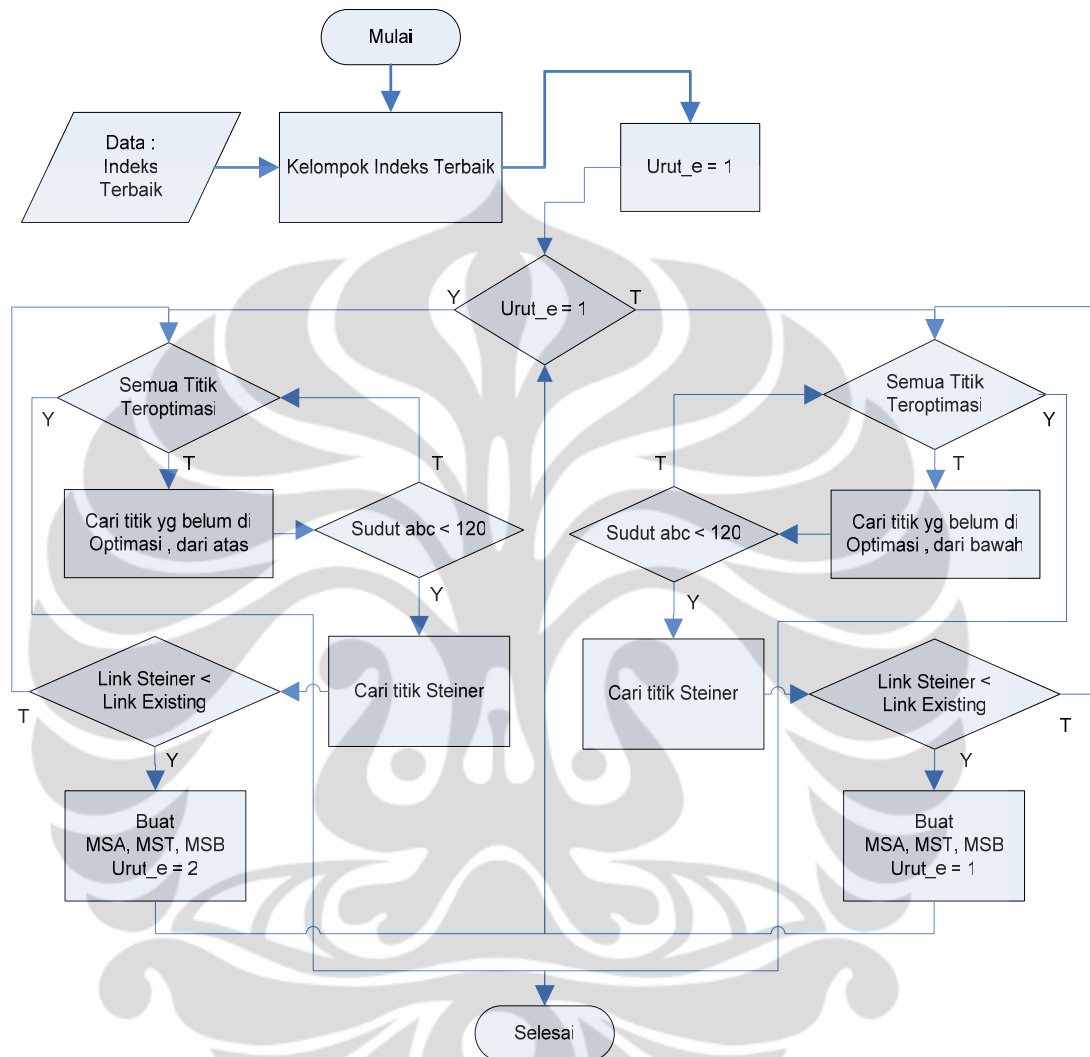 Mulai
Data :
Indeks
Terbaik
Kelompok Indeks Terbaik
Urut_e = 1
Y
Urut_e = 1
T
Semua Titik
Teroptimasi
Y
T
Semua Titik
Teroptimasi
Y
T
Cari titik yg belum di
Optimasi , dari atas
T
Sudut abc < 120
Y
T
Sudut abc < 120
Y
Cari titik yg belum di
Optimasi , dari bawah
Link Steiner <
Link Existing
T
Y
Cari titik Steiner
Cari titik Steiner
Link Steiner <
Link Existing
T
Y
Buat
MSA, MST, MSB
Urut_e = 2
Buat
MSA, MST, MSB
Urut_e = 1
Selesai